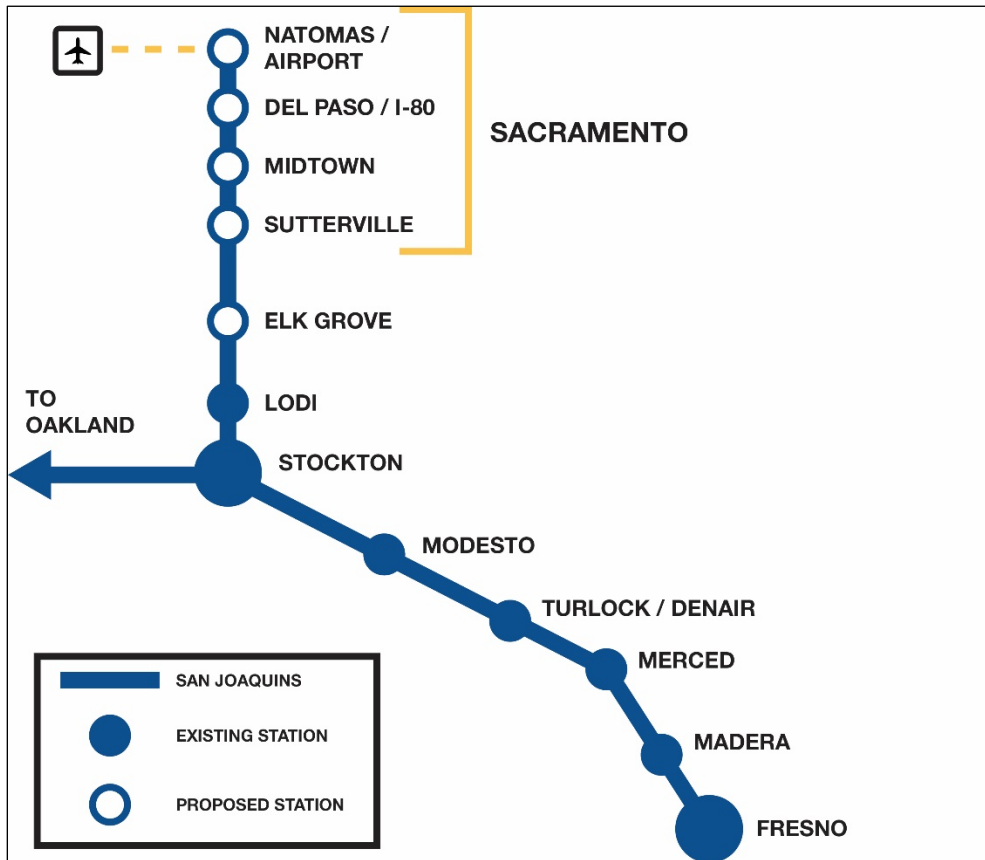 NATOMAS /
AIRPORT
DEL PASO / I-80
SACRAMENTO
MIDTOWN
SUTTERVILLE
ELK GROVE
TO
OAKLAND
LODI
STOCKTON
MODESTO
TURLOCK / DENAIR
MERCED
MADERA
FRESNO
SAN JOAQUINS
EXISTING STATION
PROPOSED STATION